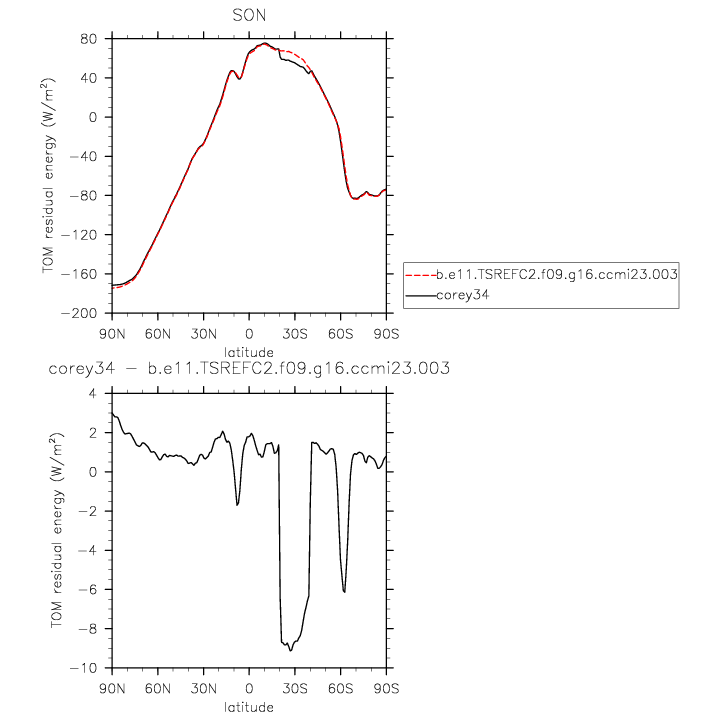 SON
TOM residual energy (W/m²)
80
40
0
−40
−80
−120
−160
−200
90N 60N 30N 0 30S 60S 90S
latitude
b.e11.TSREFC2.f09.g16.ccmi23.003
corey34
corey34 − b.e11.TSREFC2.f09.g16.ccmi23.003
TOM residual energy (W/m²)
4
2
0
−2
−4
−6
−8
−10
90N 60N 30N 0 30S 60S 90S
latitude